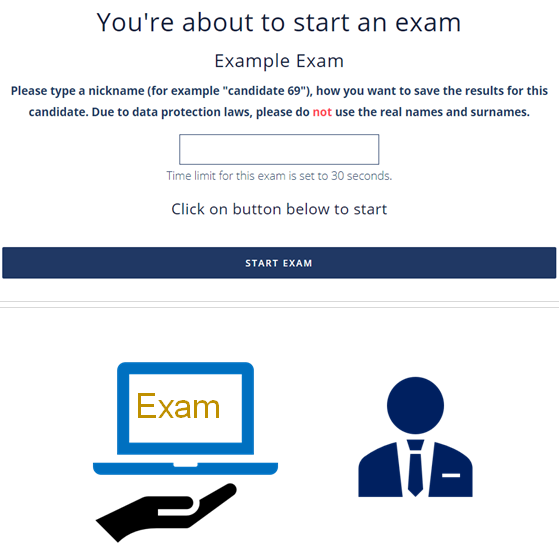 You're about to start an exam
Example Exam
Please type a nickname (for example "candidate 69"), how you want to save the results for this
candidate. Due to data protection laws, please do not use the real names and surnames.
Time limit for this exam is set to 30 seconds.
Click on button below to start
START EXAM
Exam